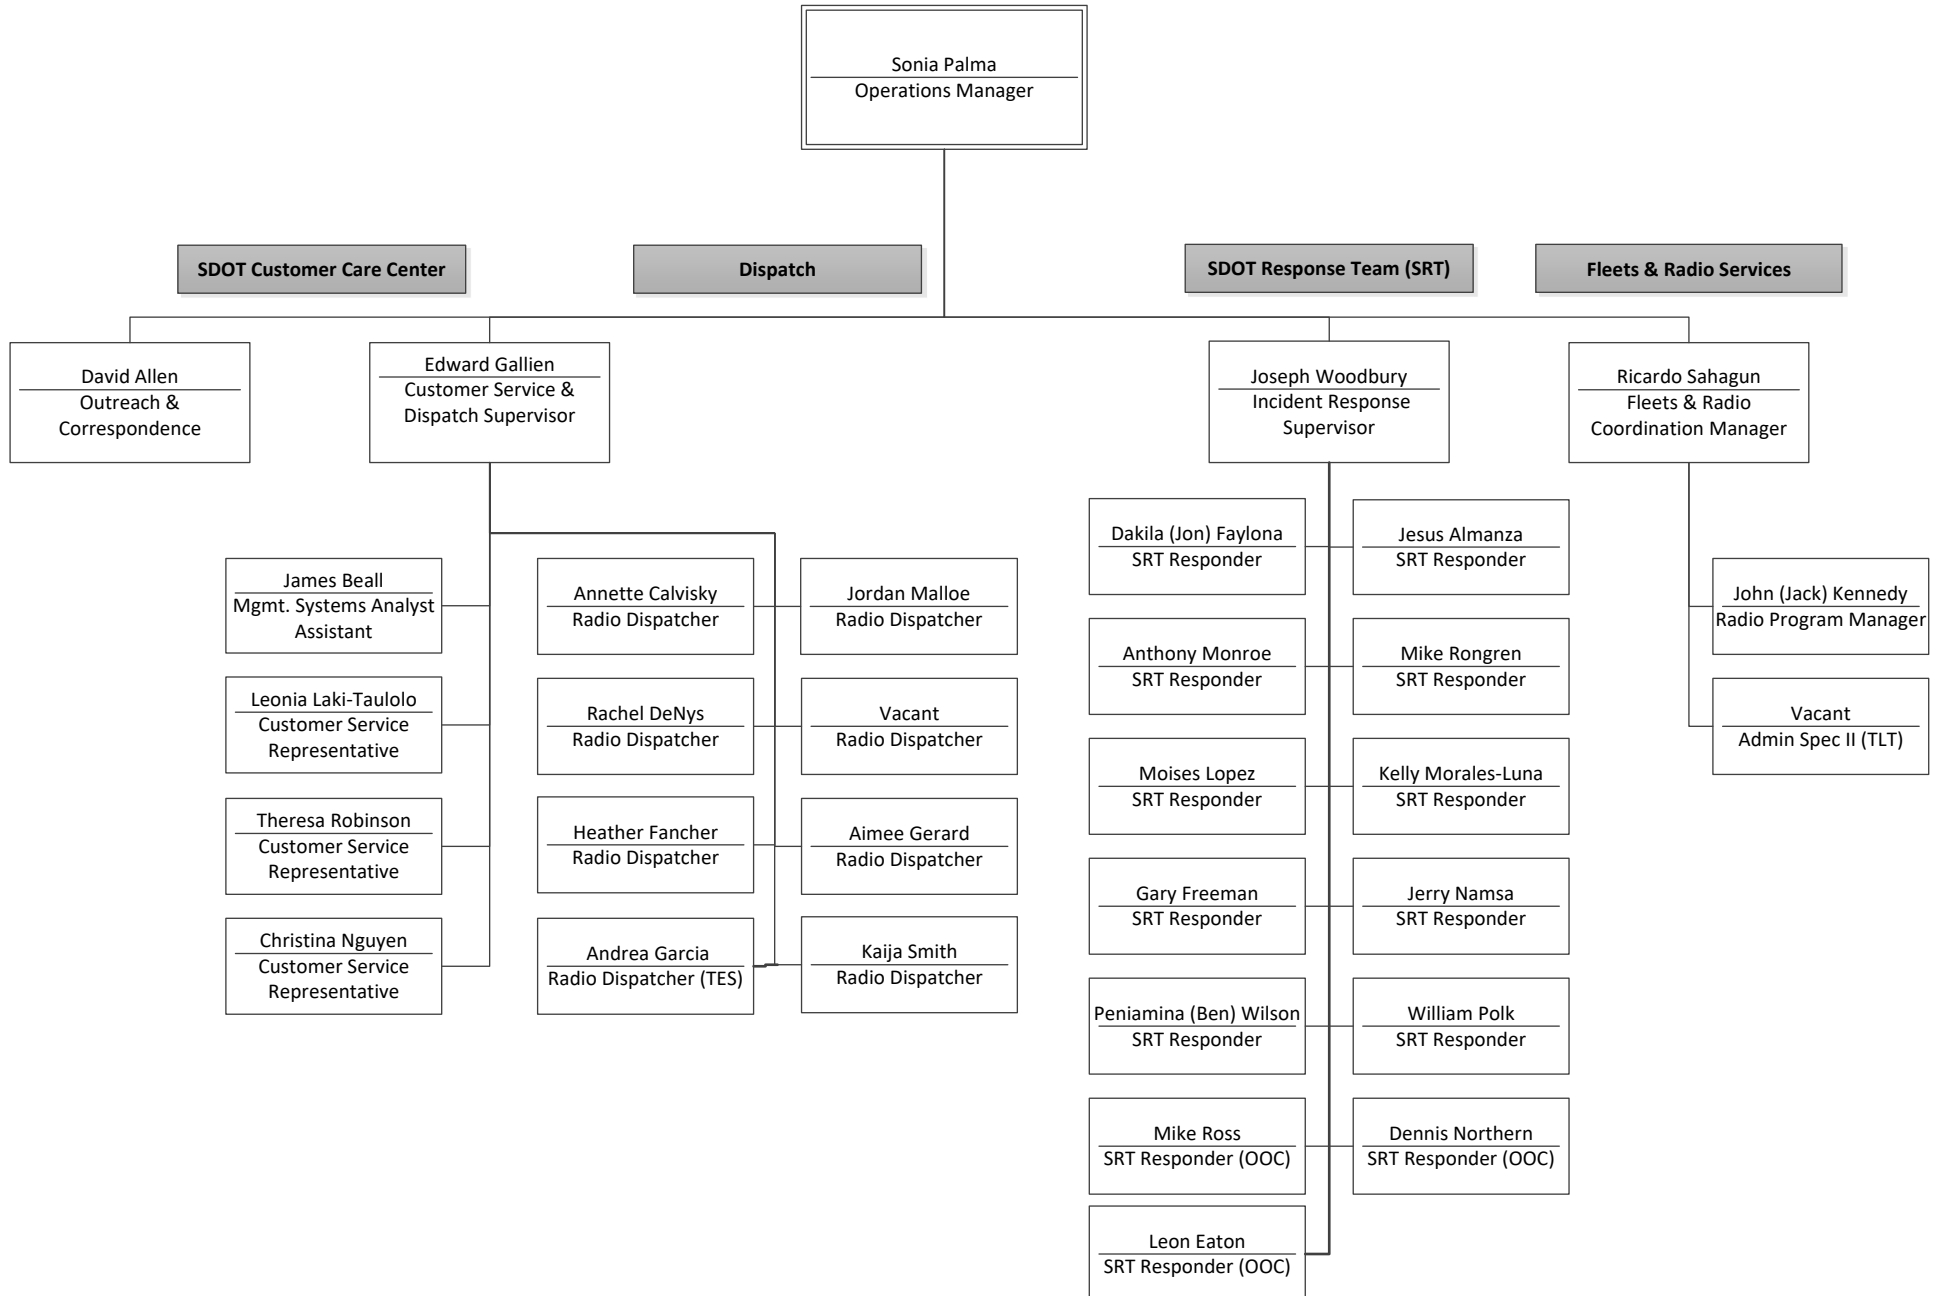 Sonia Palma
Operations Manager
SDOT Customer Care Center
Dispatch
SDOT Response Team (SRT)
Fleets & Radio Services
David Allen
Outreach &
Correspondence
Edward Gallien
Customer Service &
Dispatch Supervisor
Joseph Woodbury
Incident Response
Supervisor
Ricardo Sahagun
Fleets & Radio
Coordination Manager
James Beall
Mgmt. Systems Analyst
Assistant
Leonia Laki-Taulolo
Customer Service
Representative
Theresa Robinson
Customer Service
Representative
Christina Nguyen
Customer Service
Representative
Annette Calvisky
Radio Dispatcher
Jordan Malloe
Radio Dispatcher
Rachel DeNys
Radio Dispatcher
Vacant
Radio Dispatcher
Heather Fancher
Radio Dispatcher
Aimee Gerard
Radio Dispatcher
Andrea Garcia
Radio Dispatcher (TES)
Kaija Smith
Radio Dispatcher
Dakila (Jon) Faylona
SRT Responder
Jesus Almanza
SRT Responder
Anthony Monroe
SRT Responder
Mike Rongren
SRT Responder
Moises Lopez
SRT Responder
Kelly Morales-Luna
SRT Responder
Gary Freeman
SRT Responder
Jerry Namsa
SRT Responder
Peniamina (Ben) Wilson
SRT Responder
William Polk
SRT Responder
Mike Ross
SRT Responder (OOC)
Dennis Northern
SRT Responder (OOC)
Leon Eaton
SRT Responder (OOC)
John (Jack) Kennedy
Radio Program Manager
Vacant
Admin Spec II (TLT)